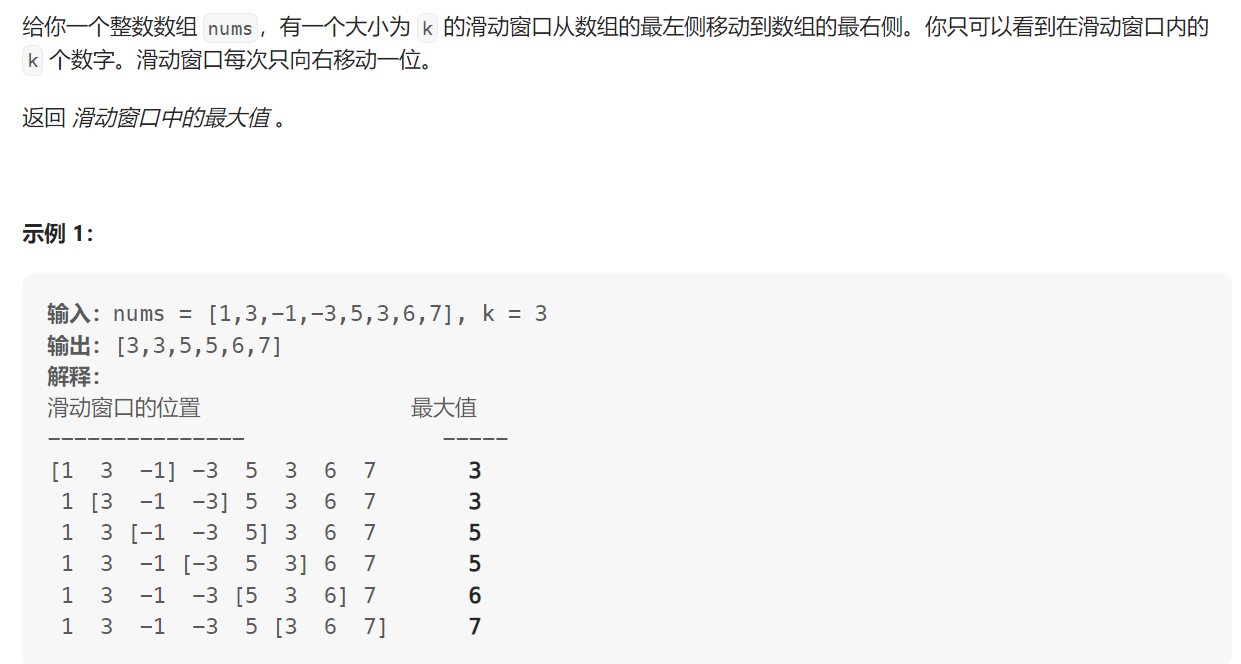 给你一个整数数组 nums，有一个大小为 k 的滑动窗口从数组的最左侧移动到数组的最右侧。你只可以看到在滑动窗口内的
k 个数字。滑动窗口每次只向右移动一位。
返回 滑动窗口中的最大值 。
示例 1：
输入：nums = [1,3,-1,-3,5,3,6,7], k = 3
输出：[3,3,5,5,6,7]
解释：
滑动窗口的位置                最大值
---------------               -----
[1  3  -1] -3  5  3  6  7       3
 1 [3  -1  -3] 5  3  6  7       3
 1  3 [-1  -3  5] 3  6  7       5
 1  3  -1 [-3  5  3] 6  7       5
 1  3  -1  -3 [5  3  6] 7       6
 1  3  -1  -3  5 [3  6  7]      7